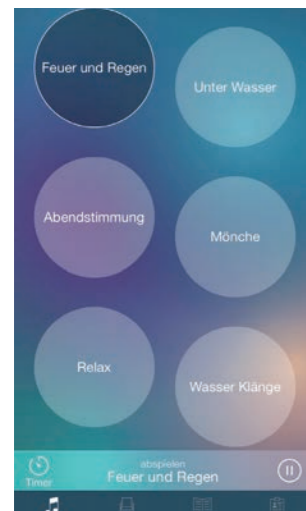 Feuer und Regen
Unter Wasser
Abendstimmung
Mönche
Relax
Wasser Klänge
abspielen
Timer
Feuer und Regen